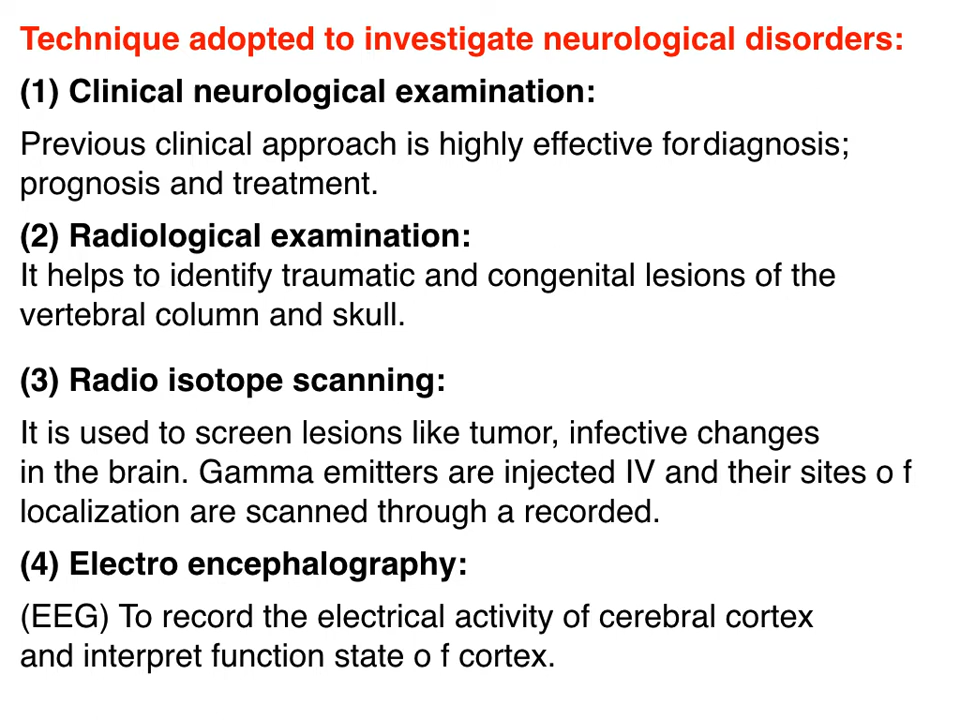 Technique adopted to investigate neurological disorders:
(1) Clinical neurological examination:
Previous clinical approach is highly effective fordiagnosis;
prognosis and treatment.
(2) Radiological examination:
It helps to identify traumatic and congenital lesions of the
vertebral column and skull.
(3) Radio isotope scanning:
It is used to screen lesions like tumor, infective changes
in the brain. Gamma emitters are injected IV and their sites o f
localization are scanned through a recorded.
(4) Electro encephalography:
(EEG) To record the electrical activity of cerebral cortex
and interpret function state o f cortex.